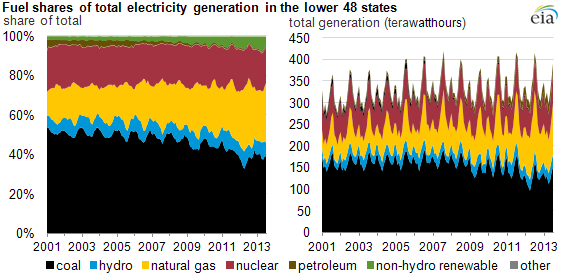 Fuel shares of total electricity generation in the lower 48 states
share of total
total generation (terawatthours)
eia
100%
80%
60%
40%
20%
0%
2001 2003 2005 2007 2009 2011 2013
450
400
350
300
250
200
150
100
50
0
2001 2003 2005 2007 2009 2011 2013
coal hydro natural gas nuclear petroleum non-hydro renewable other